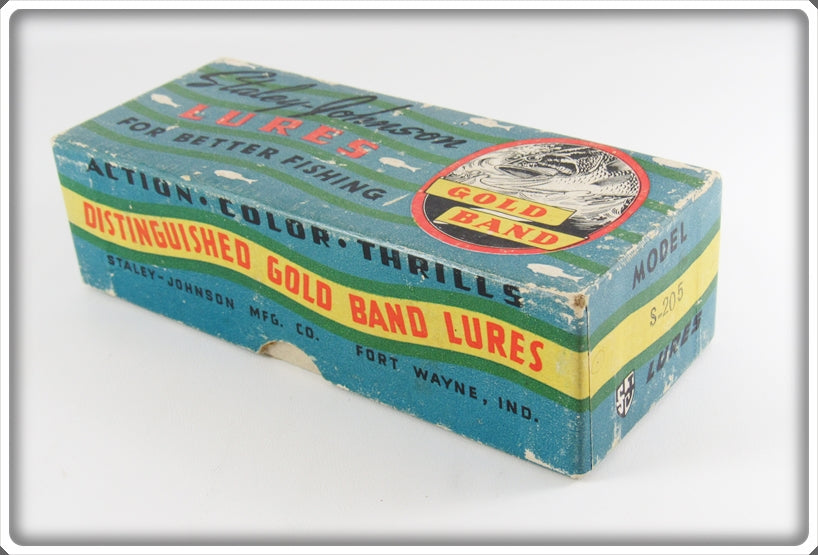 Staley-Johnson
LURES
FOR BETTER FISHING
GOLD
BAND
ACTION · COLOR · THRILLS
DISTINGUISHED GOLD BAND LURES
STALEY-JOHNSON MFG. CO.
FORT WAYNE, IND.
MODEL
S-205
LURES